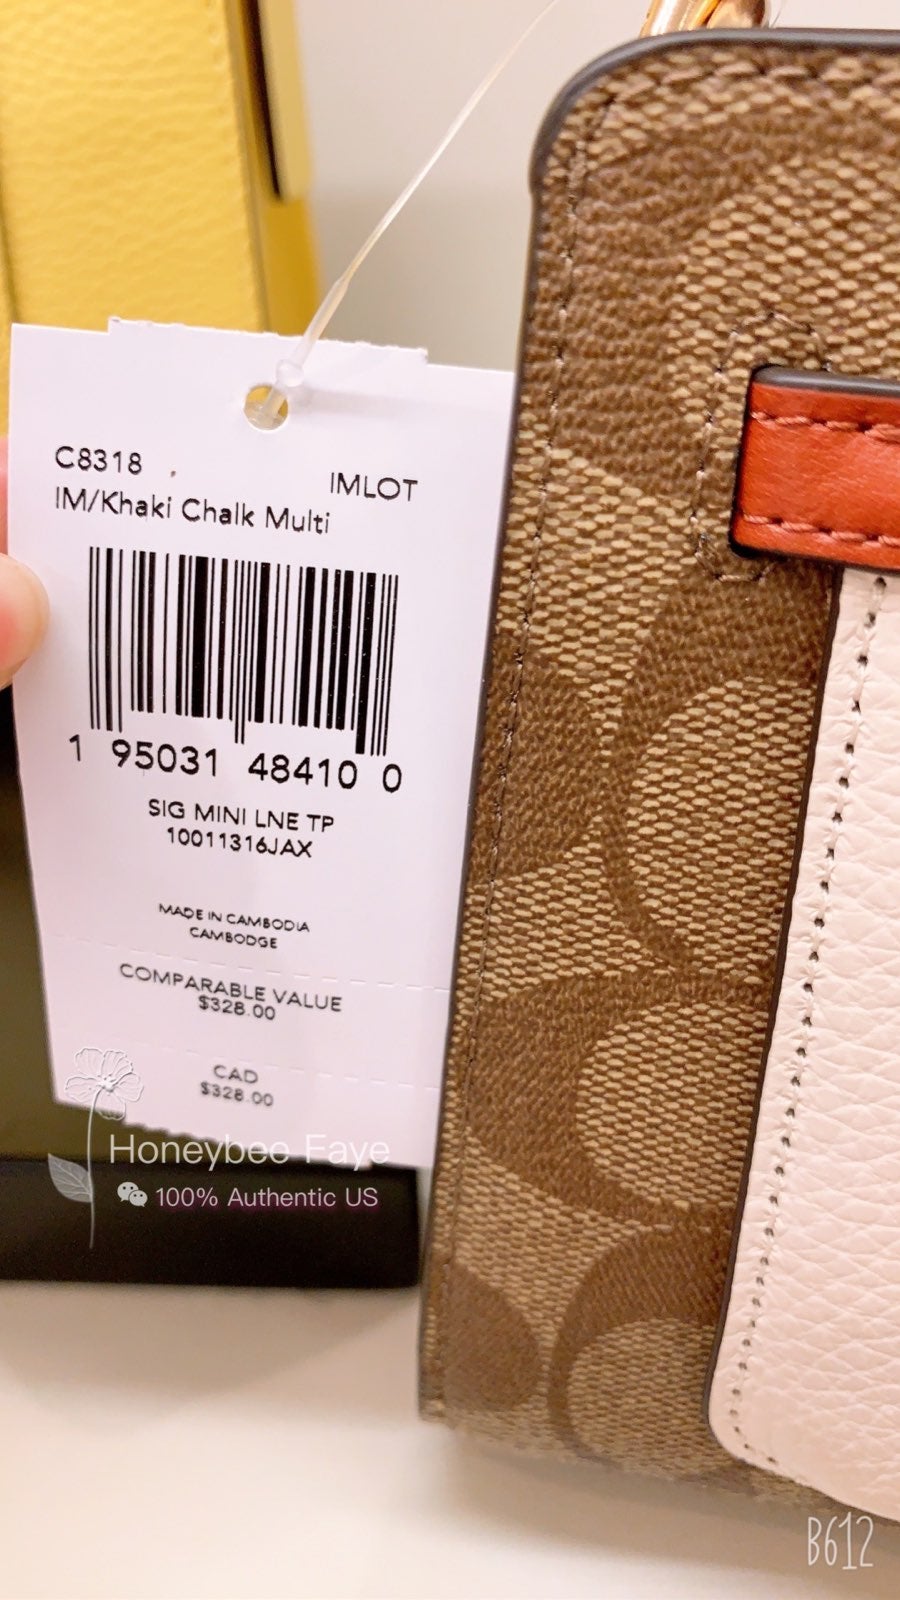 C8318
IMLOT
IM/Khaki Chalk Multi
1 95031 48410 0
SIG MINI LNE TP
10011316JAX
MADE IN CAMBODIA
CAMBODGE
COMPARABLE VALUE
$328.00
CAD
$328.00
Honeybee Faye
100% Authentic US
B612